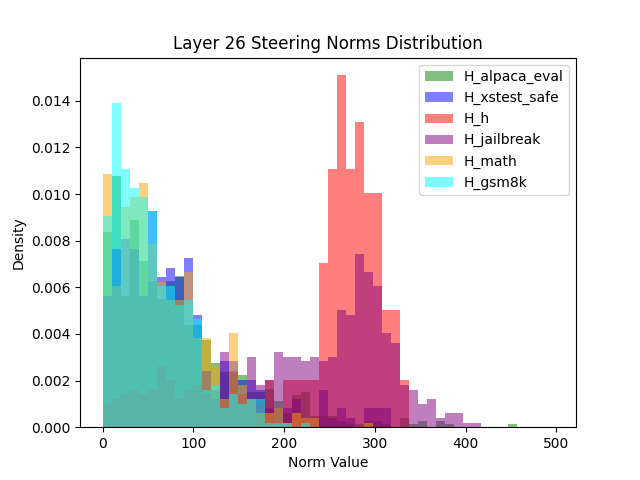 Layer 26 Steering Norms Distribution
H_alpaca_eval
H_xstest_safe
H_h
H_jailbreak
H_math
H_gsm8k
Density
0.014
0.012
0.010
0.008
0.006
0.004
0.002
0.000
0 100 200 300 400 500
Norm Value